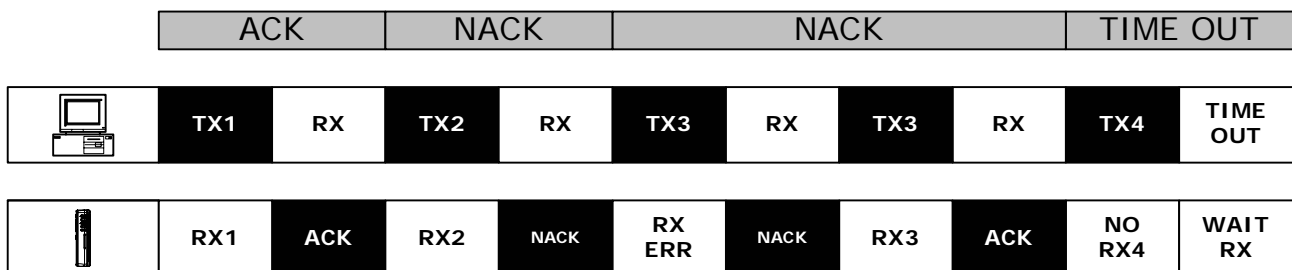 ACK NACK NACK TIME OUT
TX1 RX TX2 RX TX3 RX TX3 RX TX4 TIME OUT
RX1 ACK RX2 NACK RX ERR NACK RX3 ACK NO RX4 WAIT RX